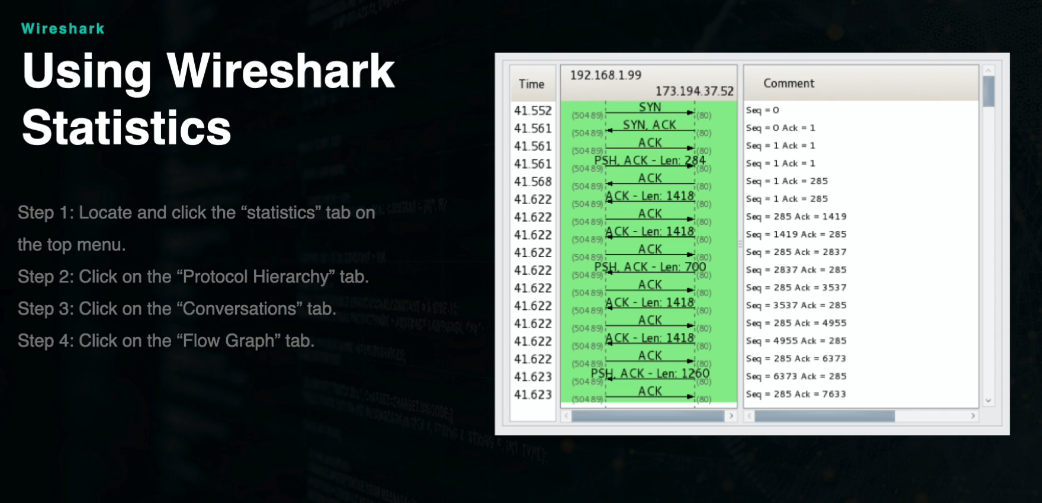 Wireshark
Using Wireshark
Statistics
Step 1: Locate and click the “statistics” tab on
the top menu.
Step 2: Click on the “Protocol Hierarchy” tab.
Step 3: Click on the “Conversations” tab.
Step 4: Click on the “Flow Graph” tab.
Time
192.168.1.99
173.194.37.52
Comment
41.552 SYN Seq = 0
(50489) (80)
41.561 SYN, ACK Seq = 0 Ack = 1
(50489) (80)
41.561 ACK Seq = 1 Ack = 1
(50489) (80)
41.561 PSH, ACK - Len: 284 Seq = 1 Ack = 1
(50489) (80)
41.568 ACK Seq = 1 Ack = 285
(50489) (80)
41.622 ACK - Len: 1418 Seq = 1 Ack = 285
(50489) (80)
41.622 ACK Seq = 285 Ack = 1419
(50489) (80)
41.622 ACK - Len: 1418 Seq = 1419 Ack = 285
(50489) (80)
41.622 ACK Seq = 285 Ack = 2837
(50489) (80)
41.622 PSH, ACK - Len: 700 Seq = 2837 Ack = 285
(50489) (80)
41.622 ACK Seq = 285 Ack = 3537
(50489) (80)
41.622 ACK - Len: 1418 Seq = 3537 Ack = 285
(50489) (80)
41.622 ACK Seq = 285 Ack = 4955
(50489) (80)
41.622 ACK - Len: 1418 Seq = 4955 Ack = 285
(50489) (80)
41.622 ACK Seq = 285 Ack = 6373
(50489) (80)
41.623 PSH, ACK - Len: 1260 Seq = 6373 Ack = 285
(50489) (80)
41.623 ACK Seq = 285 Ack = 7633
(50489) (80)